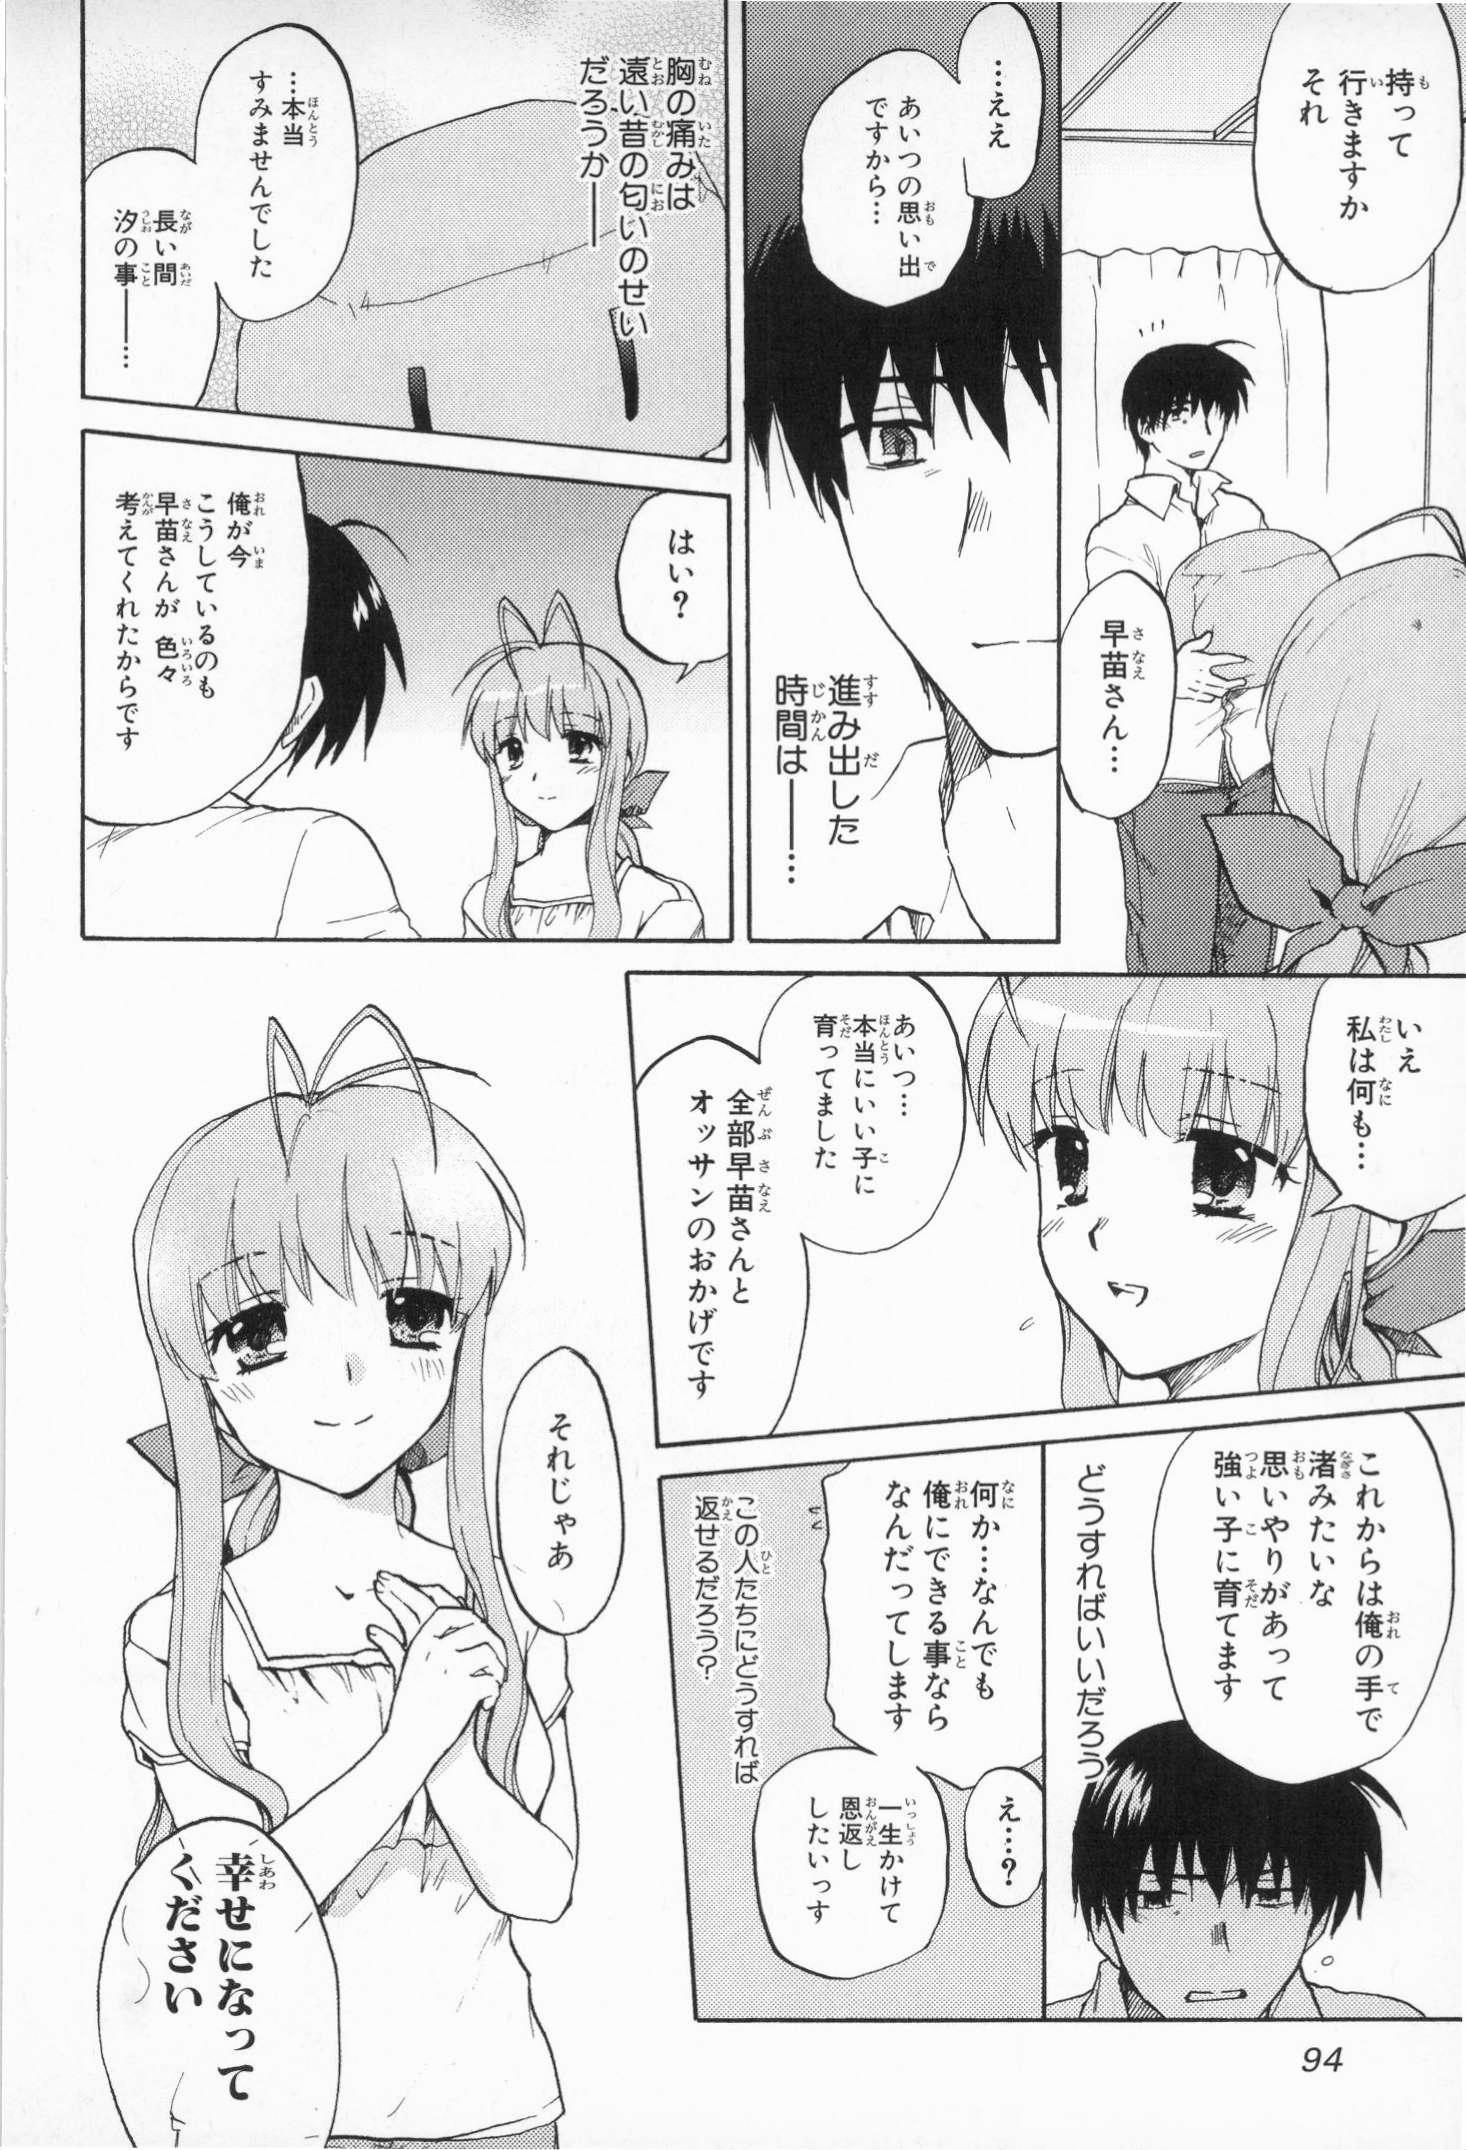 持って
行きますか
それ
…ええ
あいつの思い出
ですから…
早苗さん…
進み出した
時間は――…
胸の痛みは
遠い昔の匂いのせい
だろうか――
…本当
すみませんでした
長い間
汐の事――…
はい?
俺が今
こうしているのも
早苗さんが 色々
考えてくれたからです
いえ
私は何も…
あいつ…
本当にいい子に
育ってました
全部早苗さんと
オッサンのおかげです
これからは俺の手で
渚みたいな
思いやりがあって
強い子に育てます
どうすればいいだろう
何か…なんでも
俺にできる事なら
なんだってします
え…?
この人たちにどうすれば
返せるだろう?
一生かけて
恩返し
したいっす
それじゃあ
幸せになって
ください
94